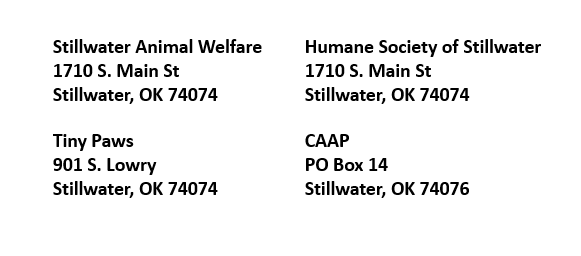 Stillwater Animal Welfare
1710 S. Main St
Stillwater, OK 74074
Humane Society of Stillwater
1710 S. Main St
Stillwater, OK 74074
Tiny Paws
901 S. Lowry
Stillwater, OK 74074
CAAP
PO Box 14
Stillwater, OK 74076